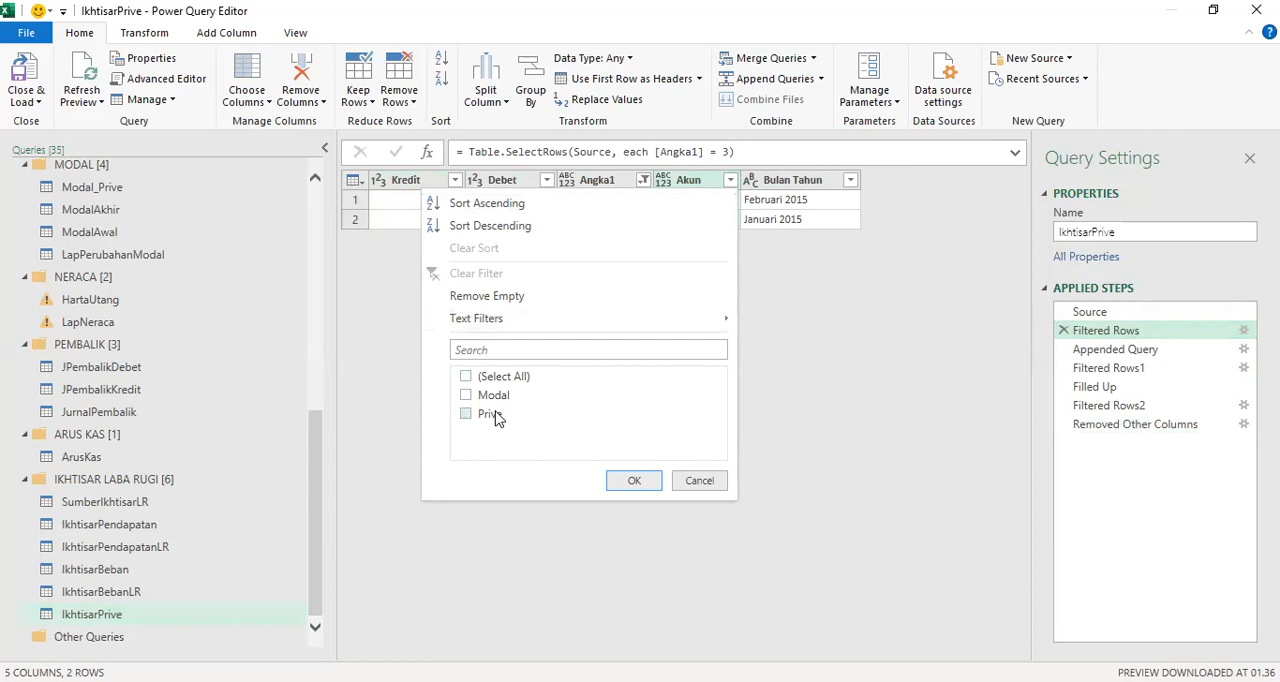 IkhtisarPrive - Power Query Editor
File
Home
Transform
Add Column
View
Close & Load
Close
Refresh Preview
Properties
Advanced Editor
Manage
Query
Choose Columns
Remove Columns
Manage Columns
Keep Rows
Remove Rows
Reduce Rows
Sort
Split Column
Group By
Data Type: Any
Use First Row as Headers
Replace Values
Transform
Merge Queries
Append Queries
Combine Files
Combine
Manage Parameters
Parameters
Data source settings
Data Sources
New Source
Recent Sources
New Query
Queries [35]
MODAL [4]
Modal_Prive
ModalAkhir
ModalAwal
LapPerubahanModal
NERACA [2]
HartaUtang
LapNeraca
PEMBALIK [3]
JPembalikDebet
JPembalikKredit
JurnalPembalik
ARUS KAS [1]
ArusKas
IKHTISAR LABA RUGI [6]
SumberIkhtisarLR
IkhtisarPendapatan
IkhtisarPendapatanLR
IkhtisarBeban
IkhtisarBebanLR
IkhtisarPrive
Other Queries
= Table.SelectRows(Source, each [Angka1] = 3)
Kredit
Debet
Angka1
Akun
Bulan Tahun
1
Februari 2015
2
Januari 2015
Sort Ascending
Sort Descending
Clear Sort
Clear Filter
Remove Empty
Text Filters
Search
(Select All)
Modal
OK
Cancel
Query Settings
PROPERTIES
Name
IkhtisarPrive
All Properties
APPLIED STEPS
Source
Filtered Rows
Appended Query
Filtered Rows1
Filled Up
Filtered Rows2
Removed Other Columns
5 COLUMNS, 2 ROWS
PREVIEW DOWNLOADED AT 01.36